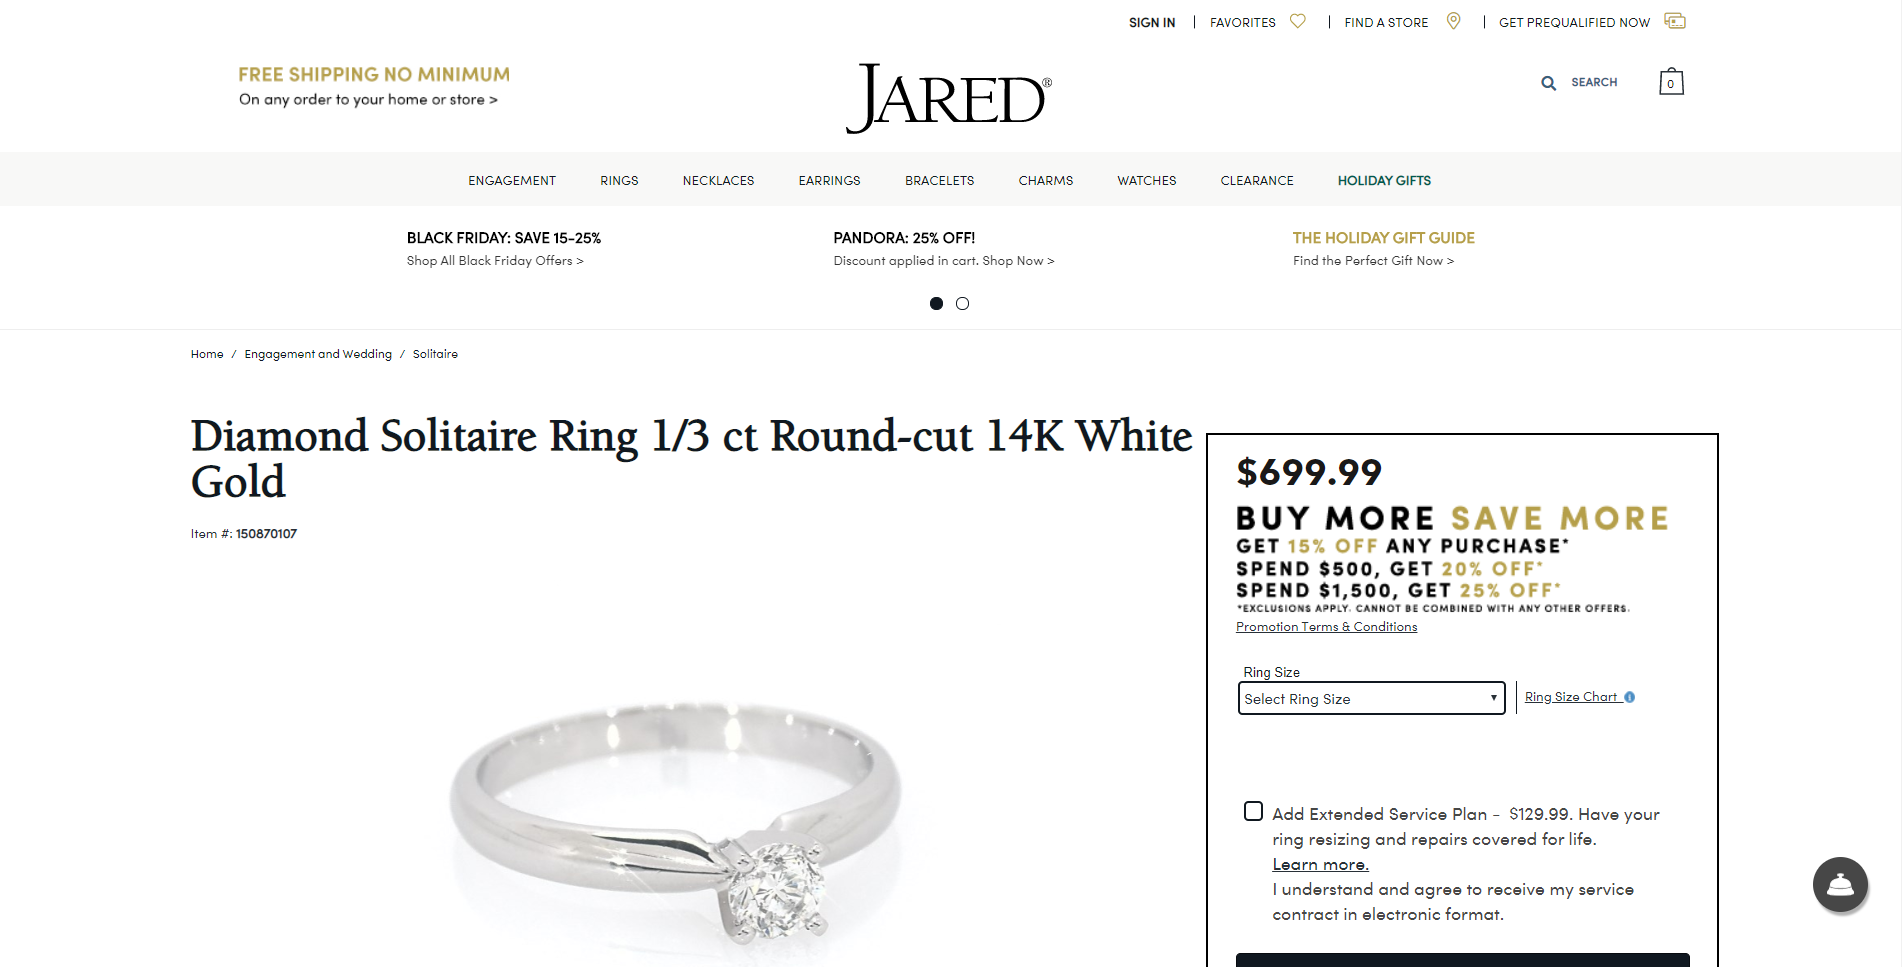 SIGN IN | FAVORITES | FIND A STORE | GET PREQUALIFIED NOW
FREE SHIPPING NO MINIMUM
On any order to your home or store >
JARED®
SEARCH
0
ENGAGEMENT RINGS NECKLACES EARRINGS BRACELETS CHARMS WATCHES CLEARANCE HOLIDAY GIFTS
BLACK FRIDAY: SAVE 15-25%
Shop All Black Friday Offers >
PANDORA: 25% OFF!
Discount applied in cart. Shop Now >
THE HOLIDAY GIFT GUIDE
Find the Perfect Gift Now >
Home / Engagement and Wedding / Solitaire
Diamond Solitaire Ring 1/3 ct Round-cut 14K White
Gold
Item #: 150870107
$699.99
BUY MORE SAVE MORE
GET 15% OFF ANY PURCHASE*
SPEND $500, GET 20% OFF*
SPEND $1,500, GET 25% OFF*
*EXCLUSIONS APPLY. CANNOT BE COMBINED WITH ANY OTHER OFFERS.
Promotion Terms & Conditions
Ring Size
Select Ring Size
Ring Size Chart
Add Extended Service Plan - $129.99. Have your
ring resizing and repairs covered for life.
Learn more.
I understand and agree to receive my service
contract in electronic format.